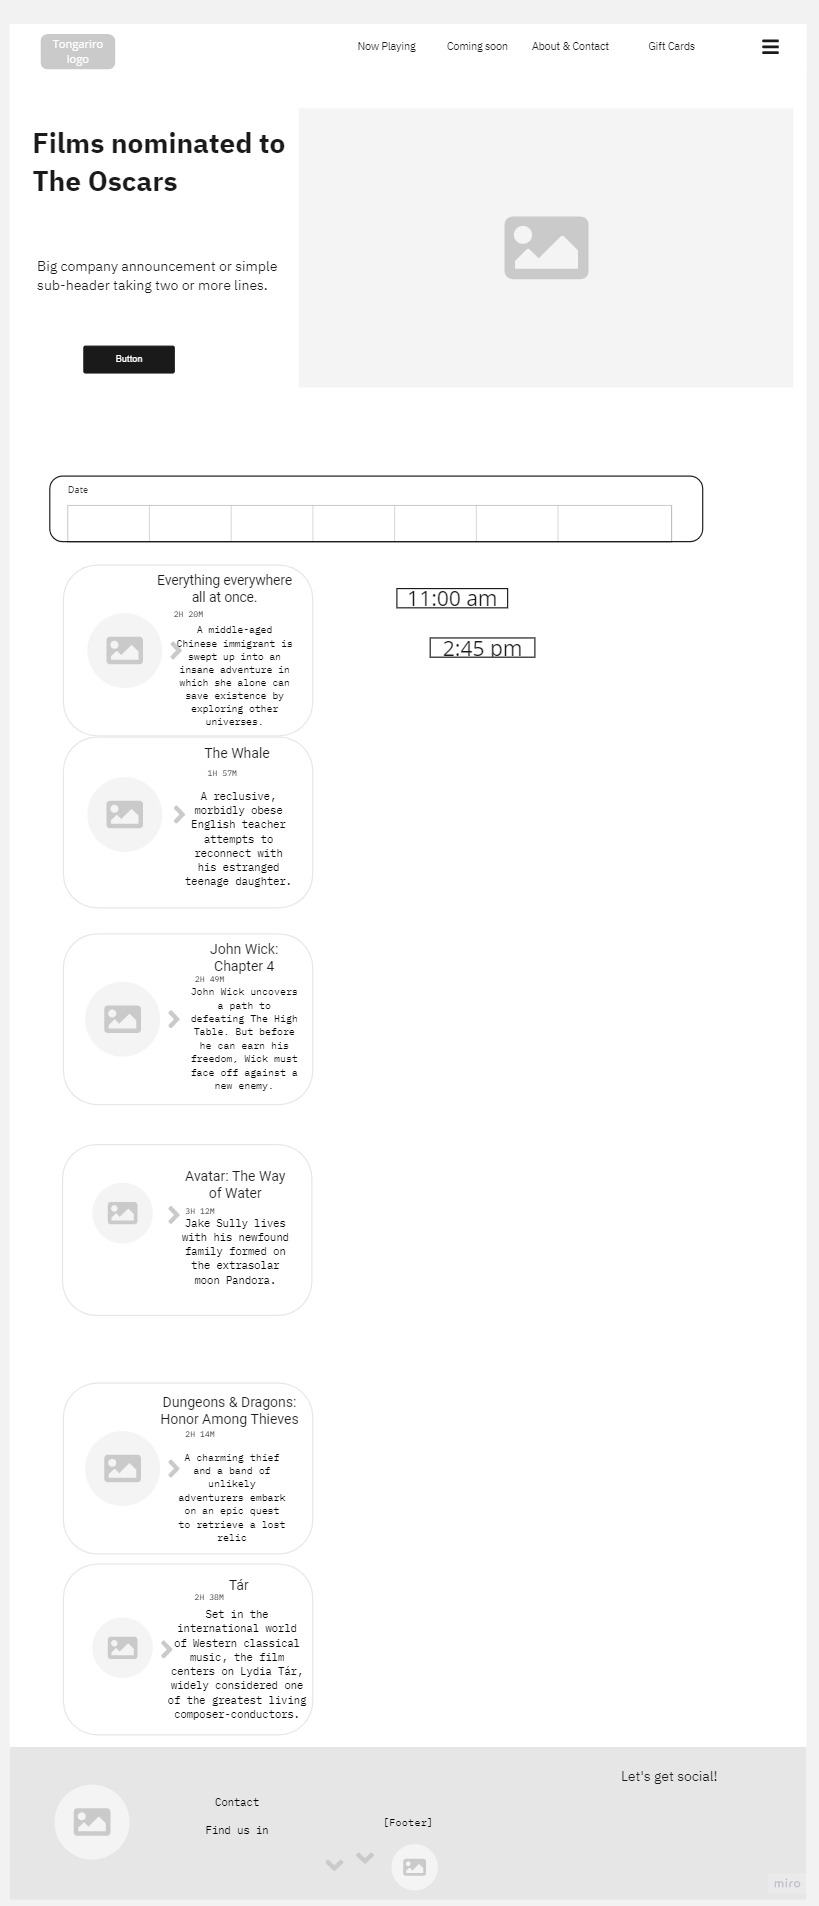 Tongariro
logo
Now Playing
Coming soon
About & Contact
Gift Cards
Films nominated to
The Oscars
Big company announcement or simple
sub-header taking two or more lines.
Button
Date
Everything everywhere
all at once.
2H 20M
A middle-aged
Chinese immigrant is
swept up into an
insane adventure in
which she alone can
save existence by
exploring other
universes.
11:00 am
2:45 pm
The Whale
1H 57M
A reclusive,
morbidly obese
English teacher
attempts to
reconnect with
his estranged
teenage daughter.
John Wick:
Chapter 4
2H 49M
John Wick uncovers
a path to
defeating The High
Table. But before
he can earn his
freedom, Wick must
face off against a
new enemy.
Avatar: The Way
of Water
3H 12M
Jake Sully lives
with his newfound
family formed on
the extrasolar
moon Pandora.
Dungeons & Dragons:
Honor Among Thieves
2H 14M
A charming thief
and a band of
unlikely
adventurers embark
on an epic quest
to retrieve a lost
relic
Tár
2H 38M
Set in the
international world
of Western classical
music, the film
centers on Lydia Tár,
widely considered one
of the greatest living
composer-conductors.
Let's get social!
Contact
Find us in
[Footer]
miro